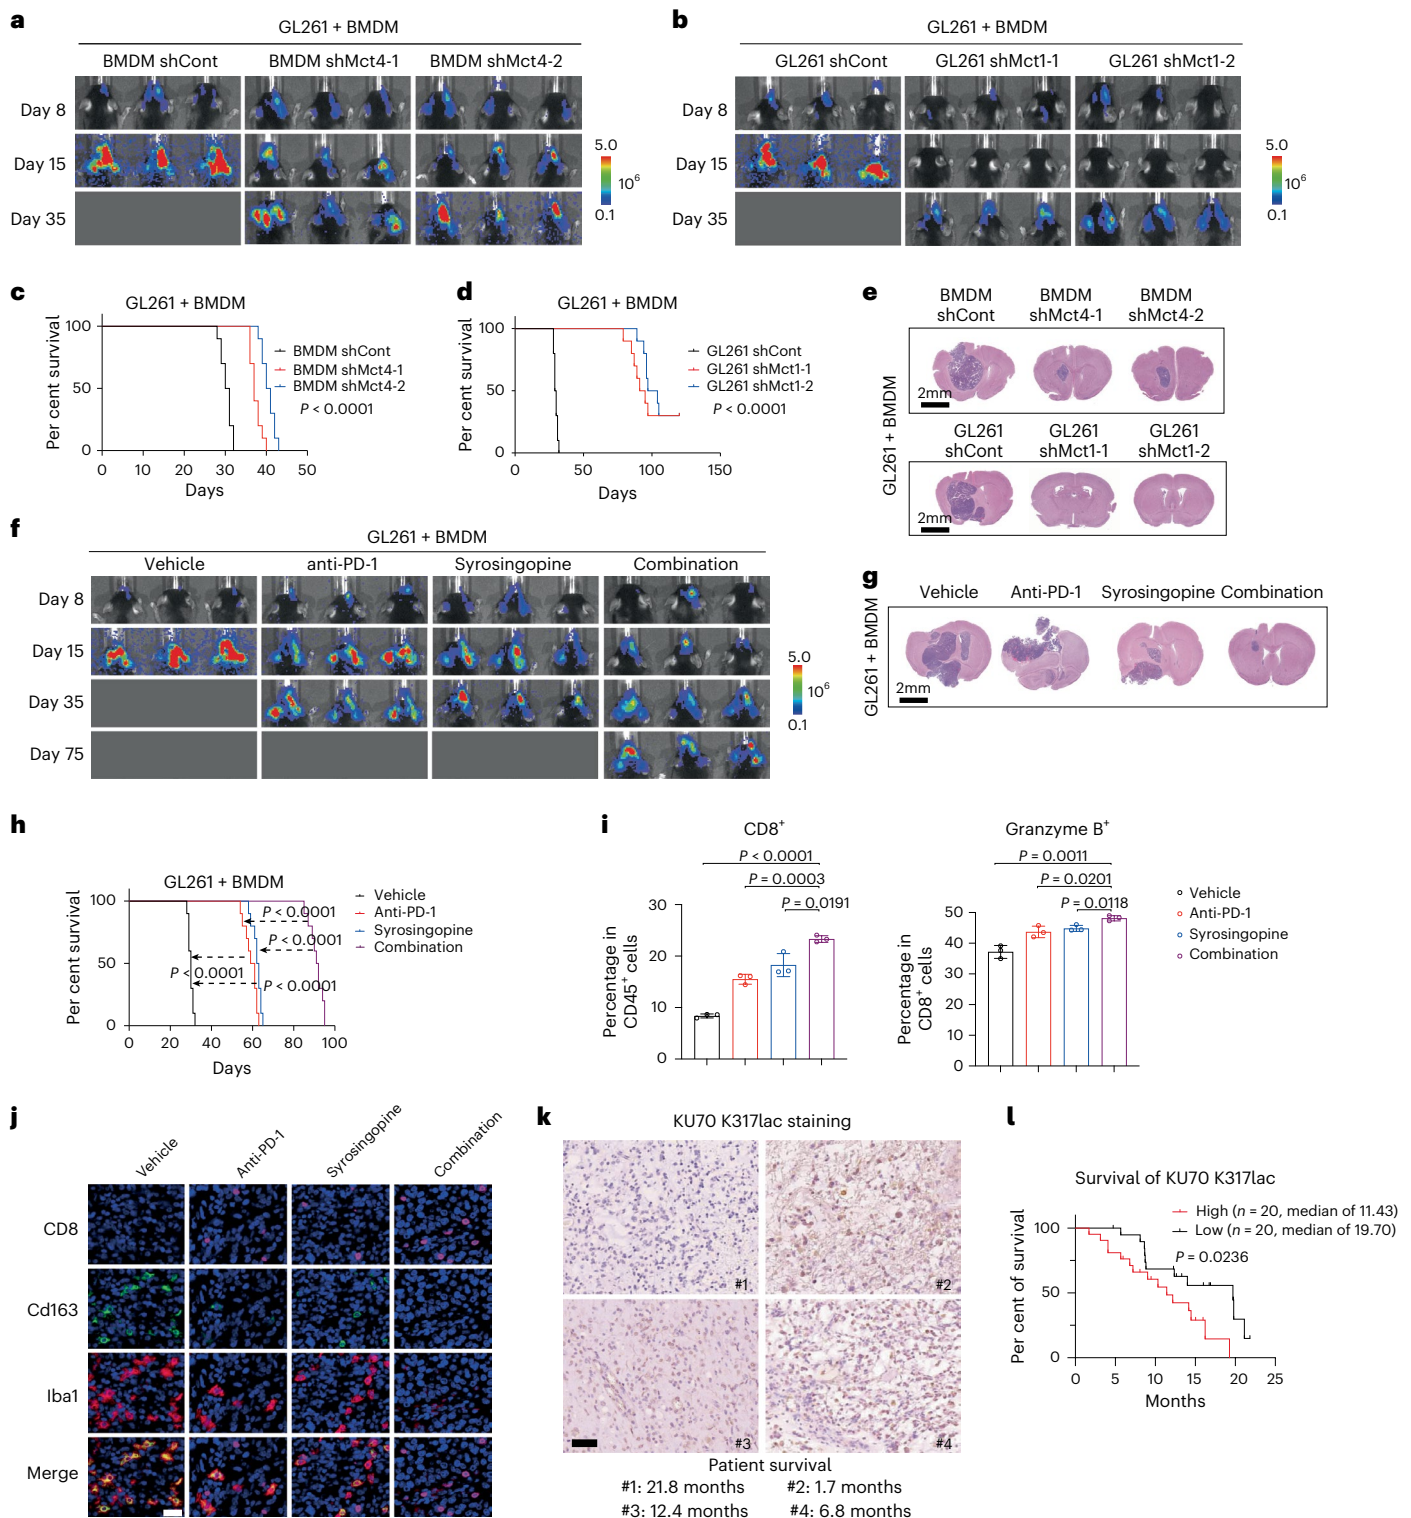 a
GL261 + BMDM
BMDM shCont
BMDM shMct4-1
BMDM shMct4-2
Day 8
Day 15
Day 35
5.0
10⁶
0.1
b
GL261 + BMDM
GL261 shCont
GL261 shMct1-1
GL261 shMct1-2
Day 8
Day 15
Day 35
5.0
10⁶
0.1
c
GL261 + BMDM
Per cent survival
100
50
0
BMDM shCont
BMDM shMct4-1
BMDM shMct4-2
P < 0.0001
0 10 20 30 40 50
Days
d
GL261 + BMDM
Per cent survival
100
50
0
GL261 shCont
GL261 shMct1-1
GL261 shMct1-2
P < 0.0001
0 50 100 150
Days
e
GL261 + BMDM
BMDM shCont
BMDM shMct4-1
BMDM shMct4-2
2mm
GL261 shCont
GL261 shMct1-1
GL261 shMct1-2
2mm
f
GL261 + BMDM
Vehicle
anti-PD-1
Syrosingopine
Combination
Day 8
Day 15
Day 35
Day 75
5.0
10⁶
0.1
g
GL261 + BMDM
Vehicle
Anti-PD-1
Syrosingopine
Combination
2mm
h
GL261 + BMDM
Per cent survival
100
50
0
P < 0.0001
P < 0.0001
P < 0.0001
P < 0.0001
Vehicle
Anti-PD-1
Syrosingopine
Combination
0 20 40 60 80 100
Days
i
CD8⁺
P < 0.0001
P = 0.0003
P = 0.0191
Percentage in
CD45⁺ cells
30
20
10
0
Granzyme B⁺
P = 0.0011
P = 0.0201
P = 0.0118
Percentage in
CD8⁺ cells
50
40
30
20
10
0
Vehicle
Anti-PD-1
Syrosingopine
Combination
j
Vehicle
Anti-PD-1
Syrosingopine
Combination
CD8
Cd163
Iba1
Merge
k
KU70 K317lac staining
#1
#2
#3
#4
Patient survival
#1: 21.8 months
#2: 1.7 months
#3: 12.4 months
#4: 6.8 months
l
Survival of KU70 K317lac
High (n = 20, median of 11.43)
Low (n = 20, median of 19.70)
P = 0.0236
Per cent of survival
100
50
0
0 5 10 15 20 25
Months